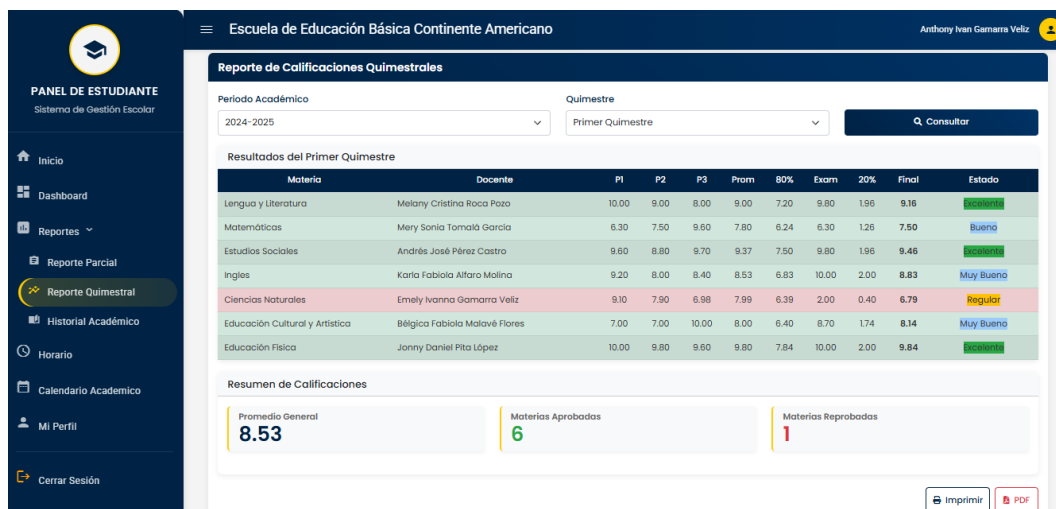 Escuela de Educación Básica Continente Americano
Anthony Ivan Gamarra Veliz
PANEL DE ESTUDIANTE
Sistema de Gestión Escolar
Inicio
Dashboard
Reportes
Reporte Parcial
Reporte Quimestral
Historial Académico
Horario
Calendario Academico
Mi Perfil
Cerrar Sesión
Reporte de Calificaciones Quimestrales
Periodo Académico
Quimestre
2024-2025
Primer Quimestre
Consultar
Resultados del Primer Quimestre
Materia Docente P1 P2 P3 Prom 80% Exam 20% Final Estado
Lengua y Literatura Melany Cristina Roca Pozo 10.00 9.00 8.00 9.00 7.20 9.80 1.96 9.16 Excelente
Matemáticas Mery Sonia Tomalá García 6.30 7.50 9.60 7.80 6.24 6.30 1.26 7.50 Bueno
Estudios Sociales Andrés José Pérez Castro 9.60 8.80 9.70 9.37 7.50 9.80 1.96 9.46 Excelente
Ingles Karla Fabiola Alfaro Molina 9.20 8.00 8.40 8.53 6.83 10.00 2.00 8.83 Muy Bueno
Ciencias Naturales Emely Ivanna Gamarra Veliz 9.10 7.90 6.98 7.99 6.39 2.00 0.40 6.79 Regular
Educación Cultural y Artística Bélgica Fabiola Malavé Flores 7.00 7.00 10.00 8.00 6.40 8.70 1.74 8.14 Muy Bueno
Educación Física Jonny Daniel Pita López 10.00 9.80 9.60 9.80 7.84 10.00 2.00 9.84 Excelente
Resumen de Calificaciones
Promedio General
8.53
Materias Aprobadas
6
Materias Reprobadas
1
Imprimir
PDF